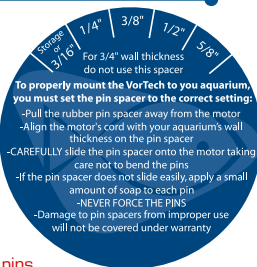 Storage
or
3/16"
1/4"
3/8"
1/2"
5/8"
For 3/4" wall thickness
do not use this spacer
To properly mount the VorTech to you aquarium,
you must set the pin spacer to the correct setting:
-Pull the rubber pin spacer away from the motor
-Align the motor's cord with your aquarium's wall
thickness on the pin spacer
-CAREFULLY slide the pin spacer onto the motor taking
care not to bend the pins
-If the pin spacer does not slide easily, apply a small
amount of soap to each pin
-NEVER FORCE THE PINS
-Damage to pin spacers from improper use
will not be covered under warranty
pins